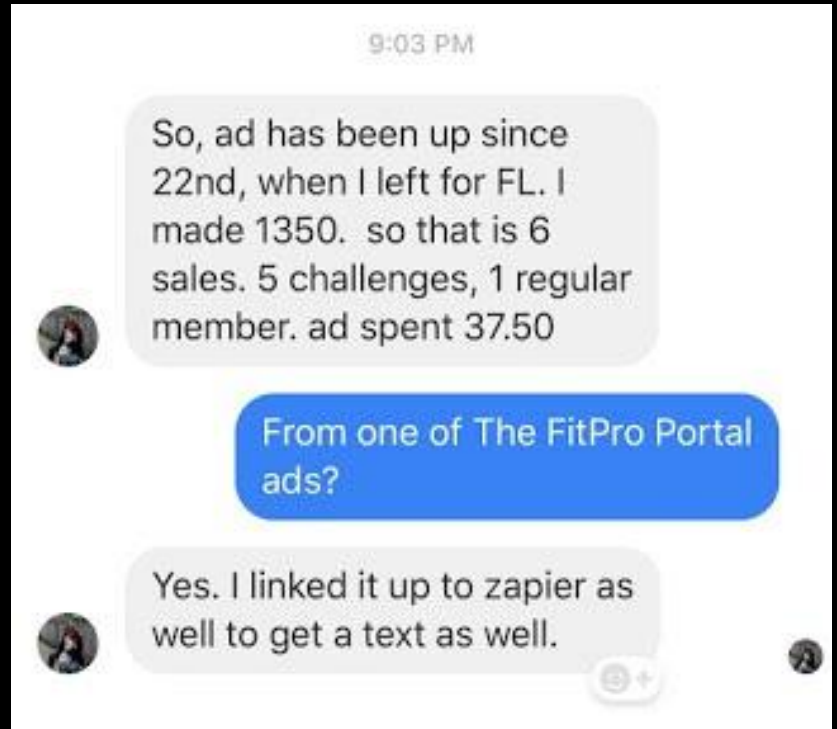 9:03 PM
So, ad has been up since
22nd, when I left for FL. I
made 1350.  so that is 6
sales. 5 challenges, 1 regular
member. ad spent 37.50
From one of The FitPro Portal
ads?
Yes. I linked it up to zapier as
well to get a text as well.